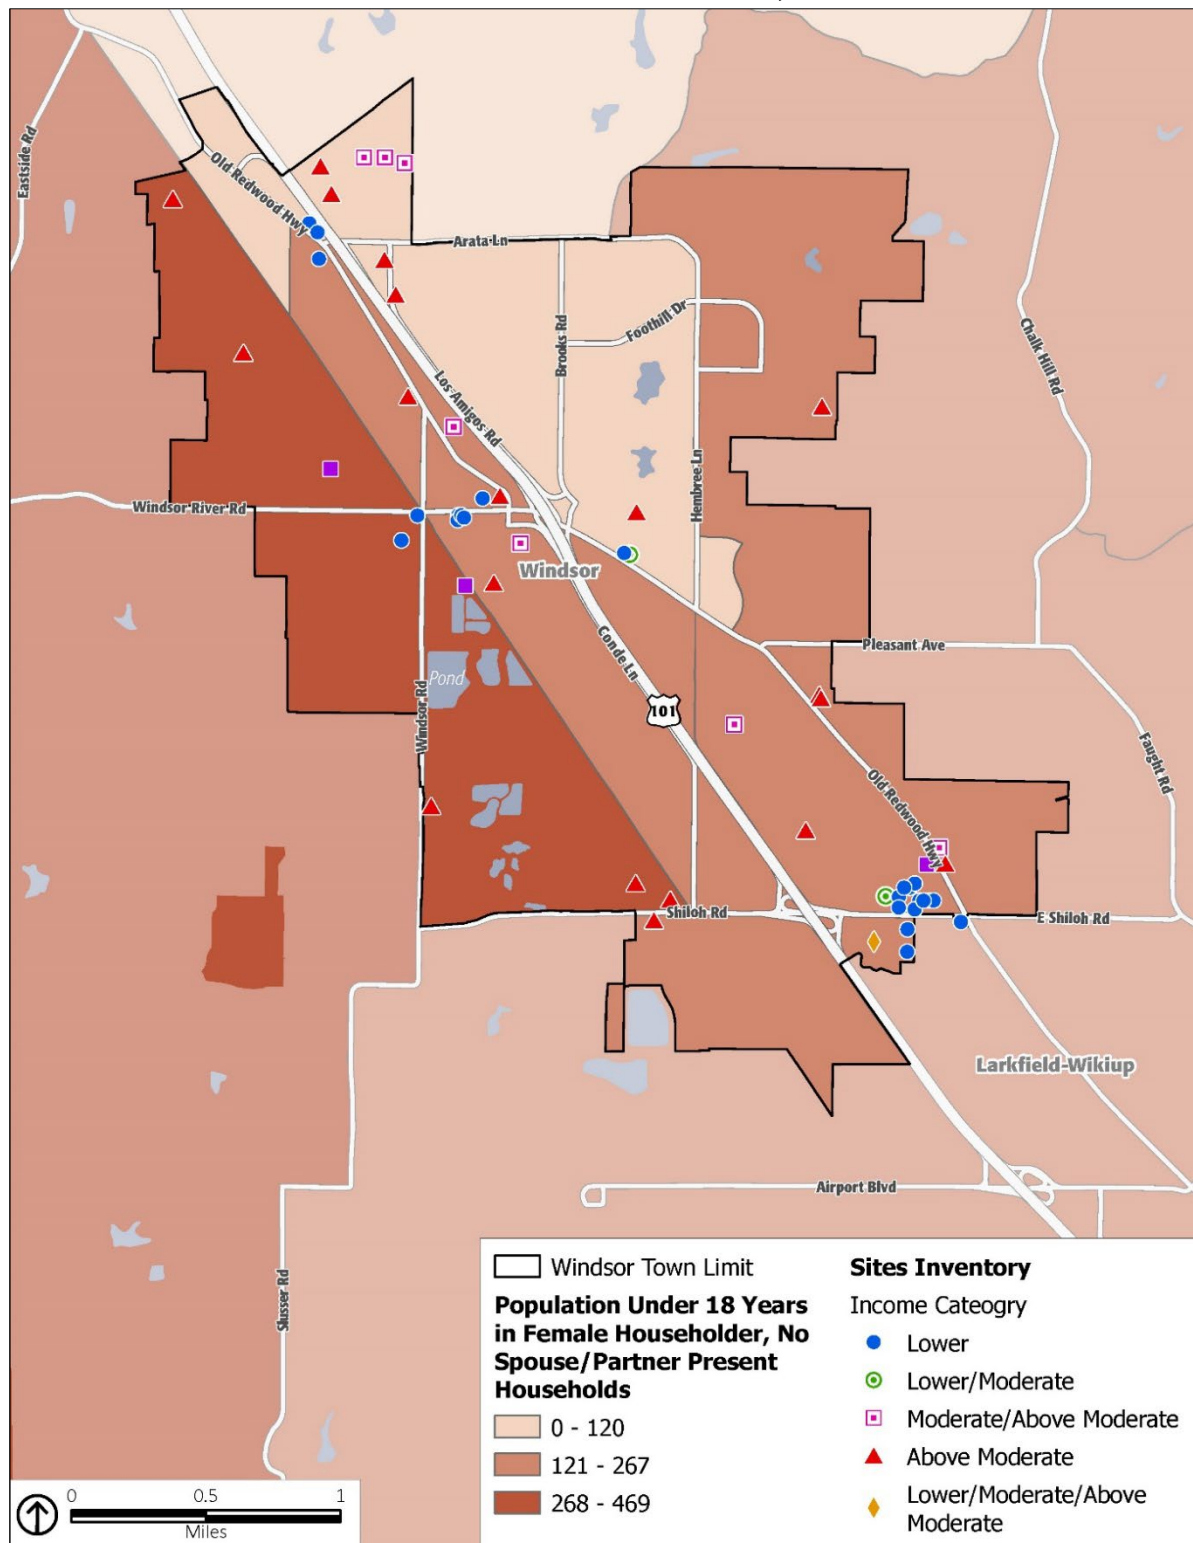 Eastside Rd
Old Redwood Hwy
Arata Ln
Brooks Rd
Foothill Dr
Chalk Hill Rd
Los Amigos Rd
Hembree Ln
Windsor River Rd
Windsor
Conde Ln
Pleasant Ave
Pond
Windsor Rd
101
Faught Rd
Old Redwood Hwy
Shiloh Rd
E Shiloh Rd
Larkfield-Wikiup
Airport Blvd
Slusser Rd
Windsor Town Limit
Population Under 18 Years
in Female Householder, No
Spouse/Partner Present
Households
0 - 120
121 - 267
268 - 469
Sites Inventory
Income Cateogry
Lower
Lower/Moderate
Moderate/Above Moderate
Above Moderate
Lower/Moderate/Above
Moderate
0 0.5 1
Miles